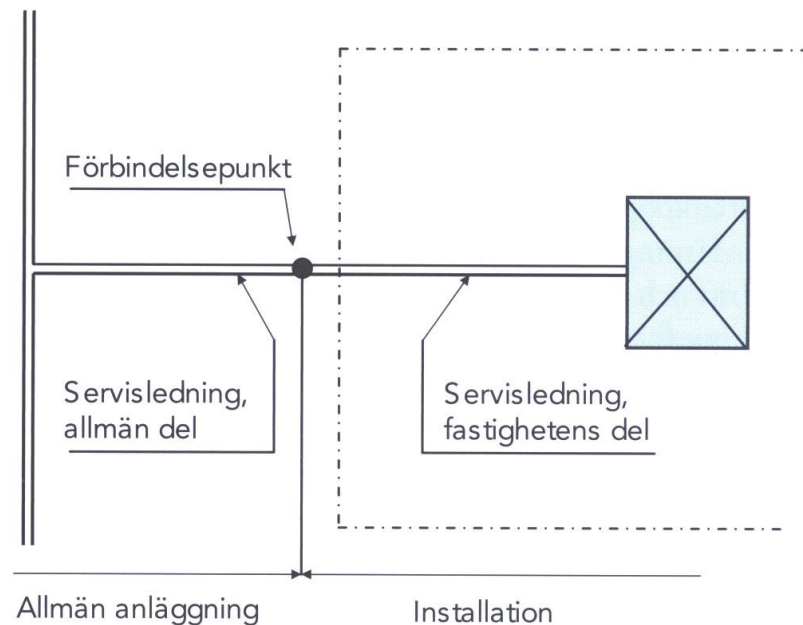 Förbindelsepunkt
Servisledning,
allmän del
Servisledning,
fastighetens del
Allmän anläggning
Installation